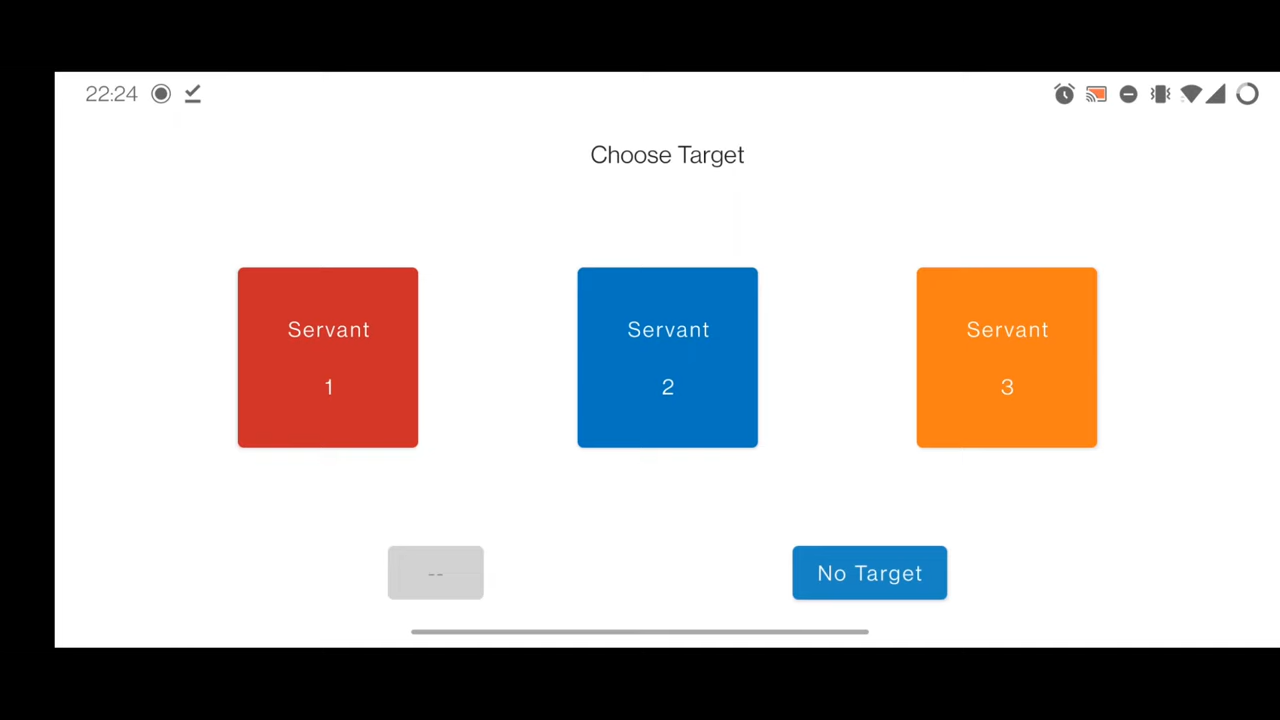 22:24
Choose Target
Servant
1
Servant
2
Servant
3
--
No Target